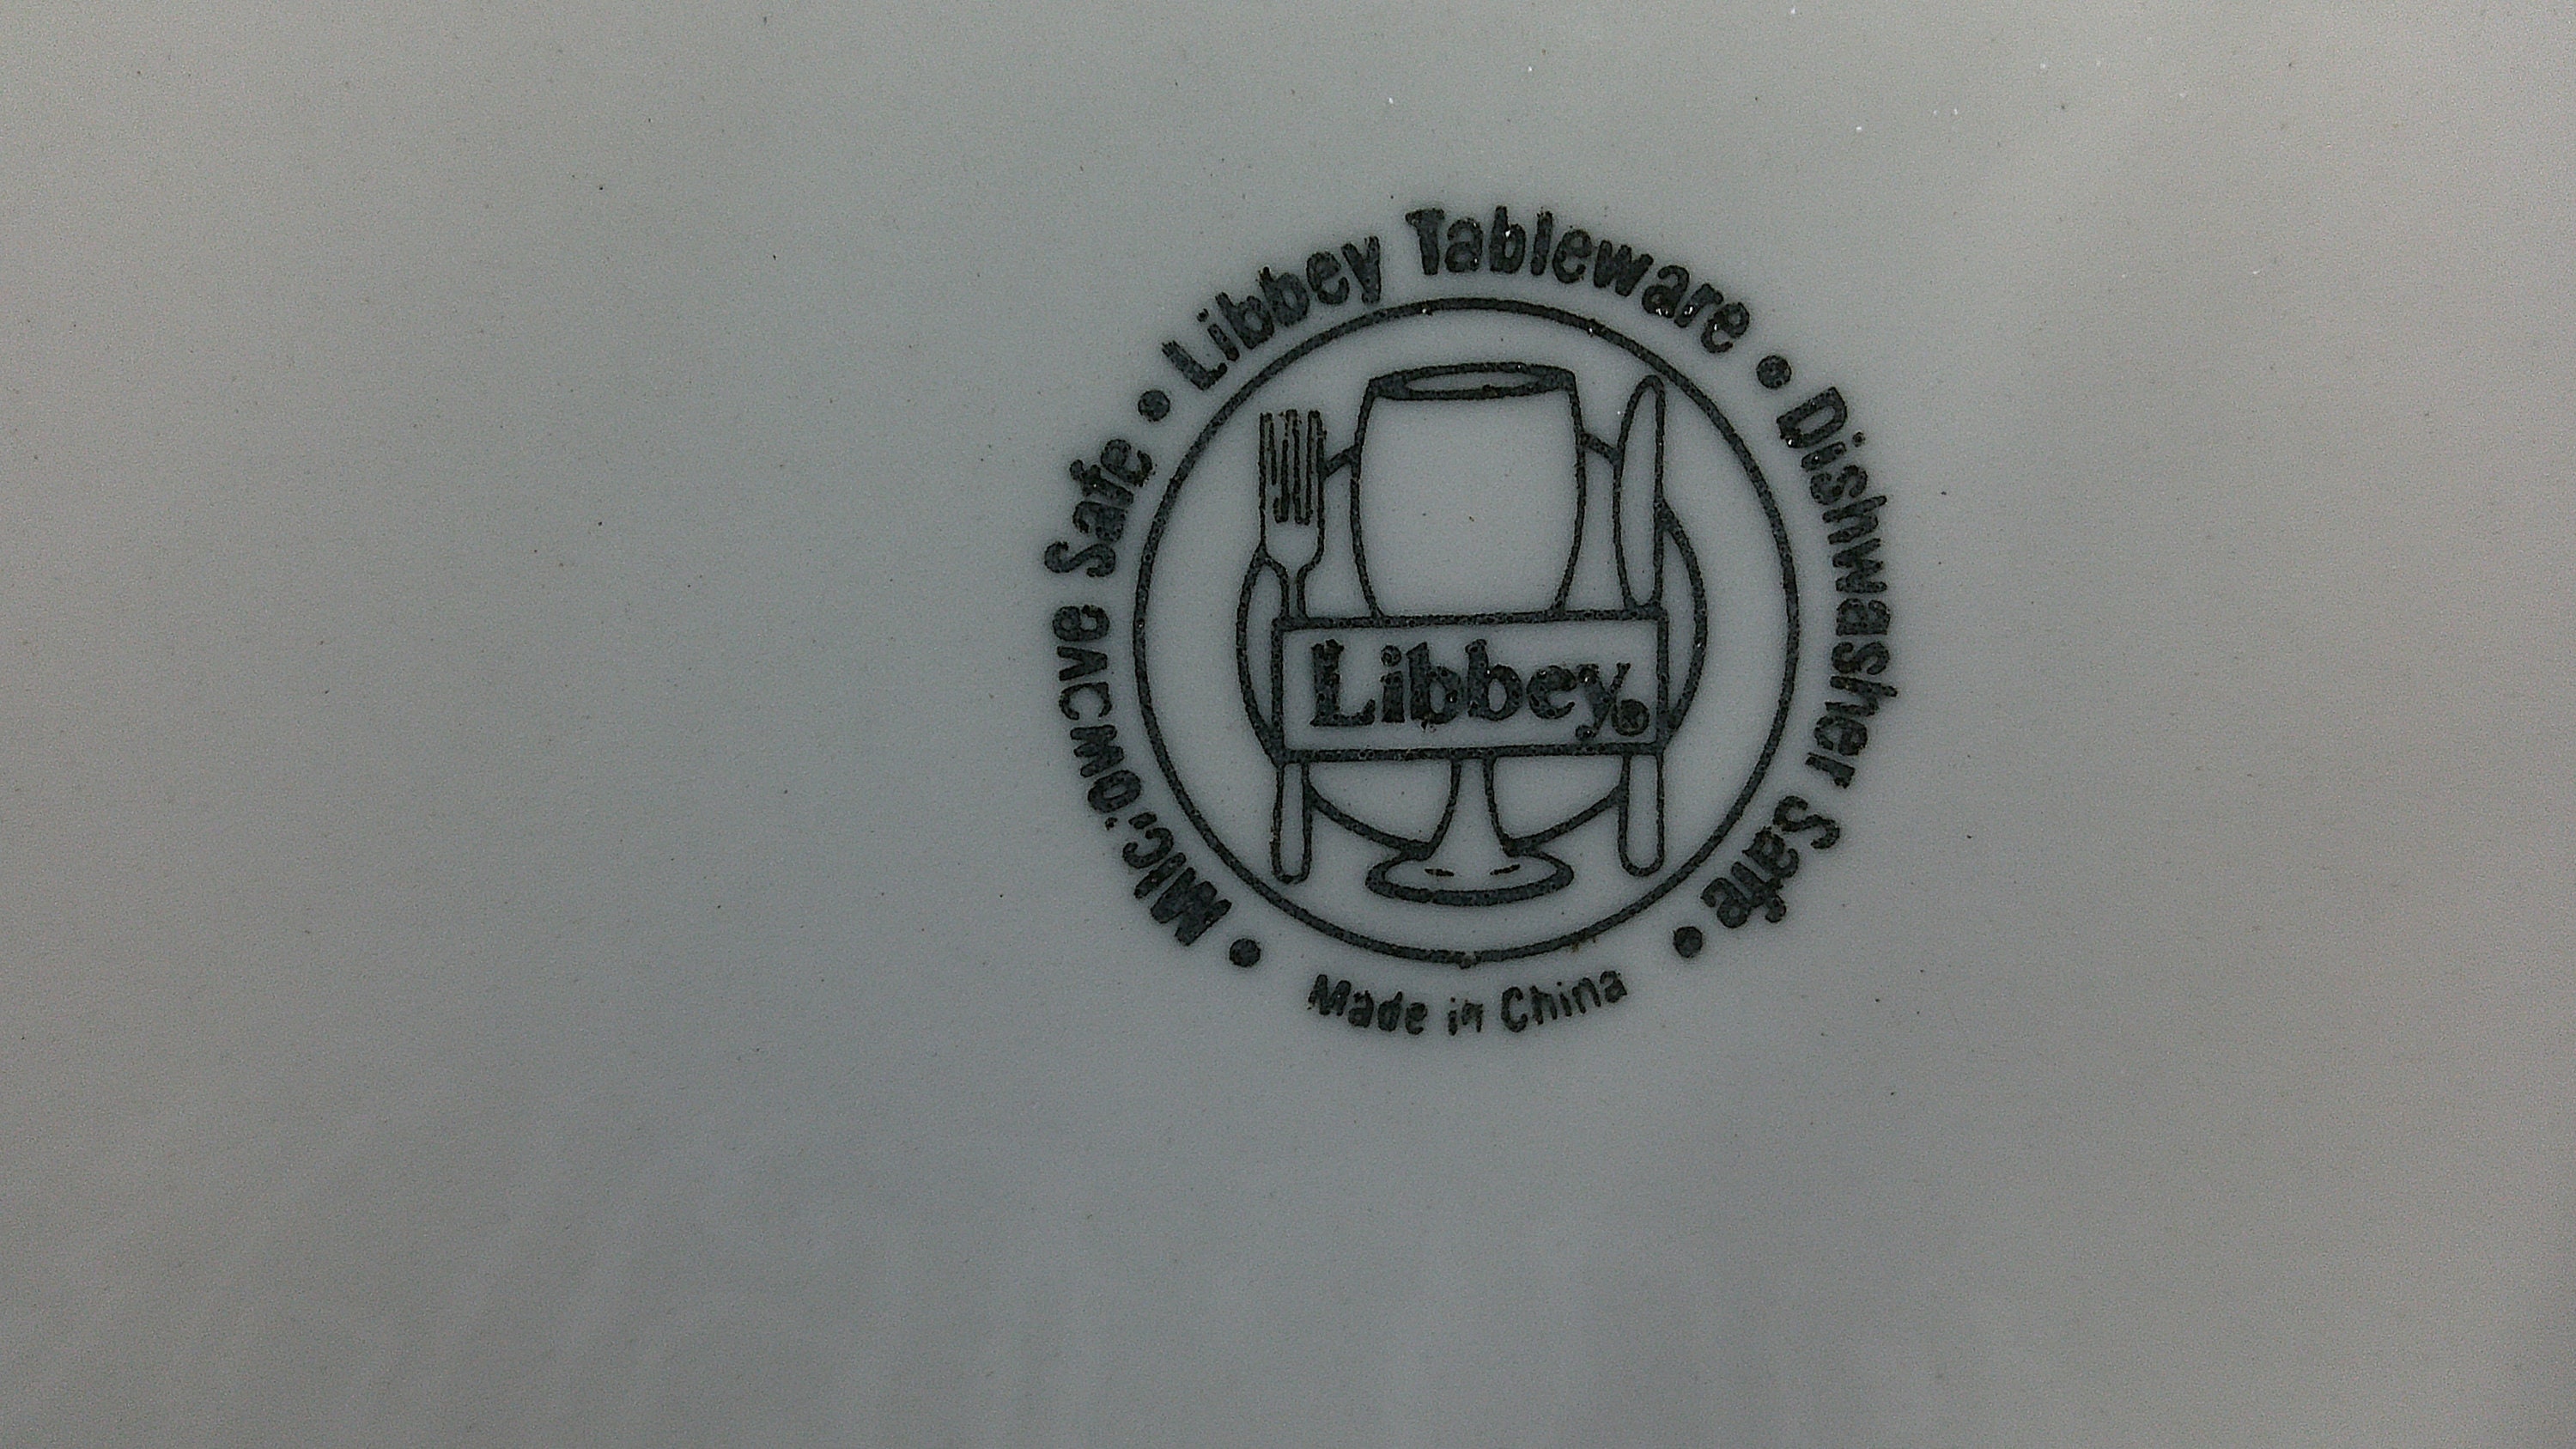 • Libbey Tableware • Dishwasher Safe •
Microwave Safe
Libbey®
Made in China